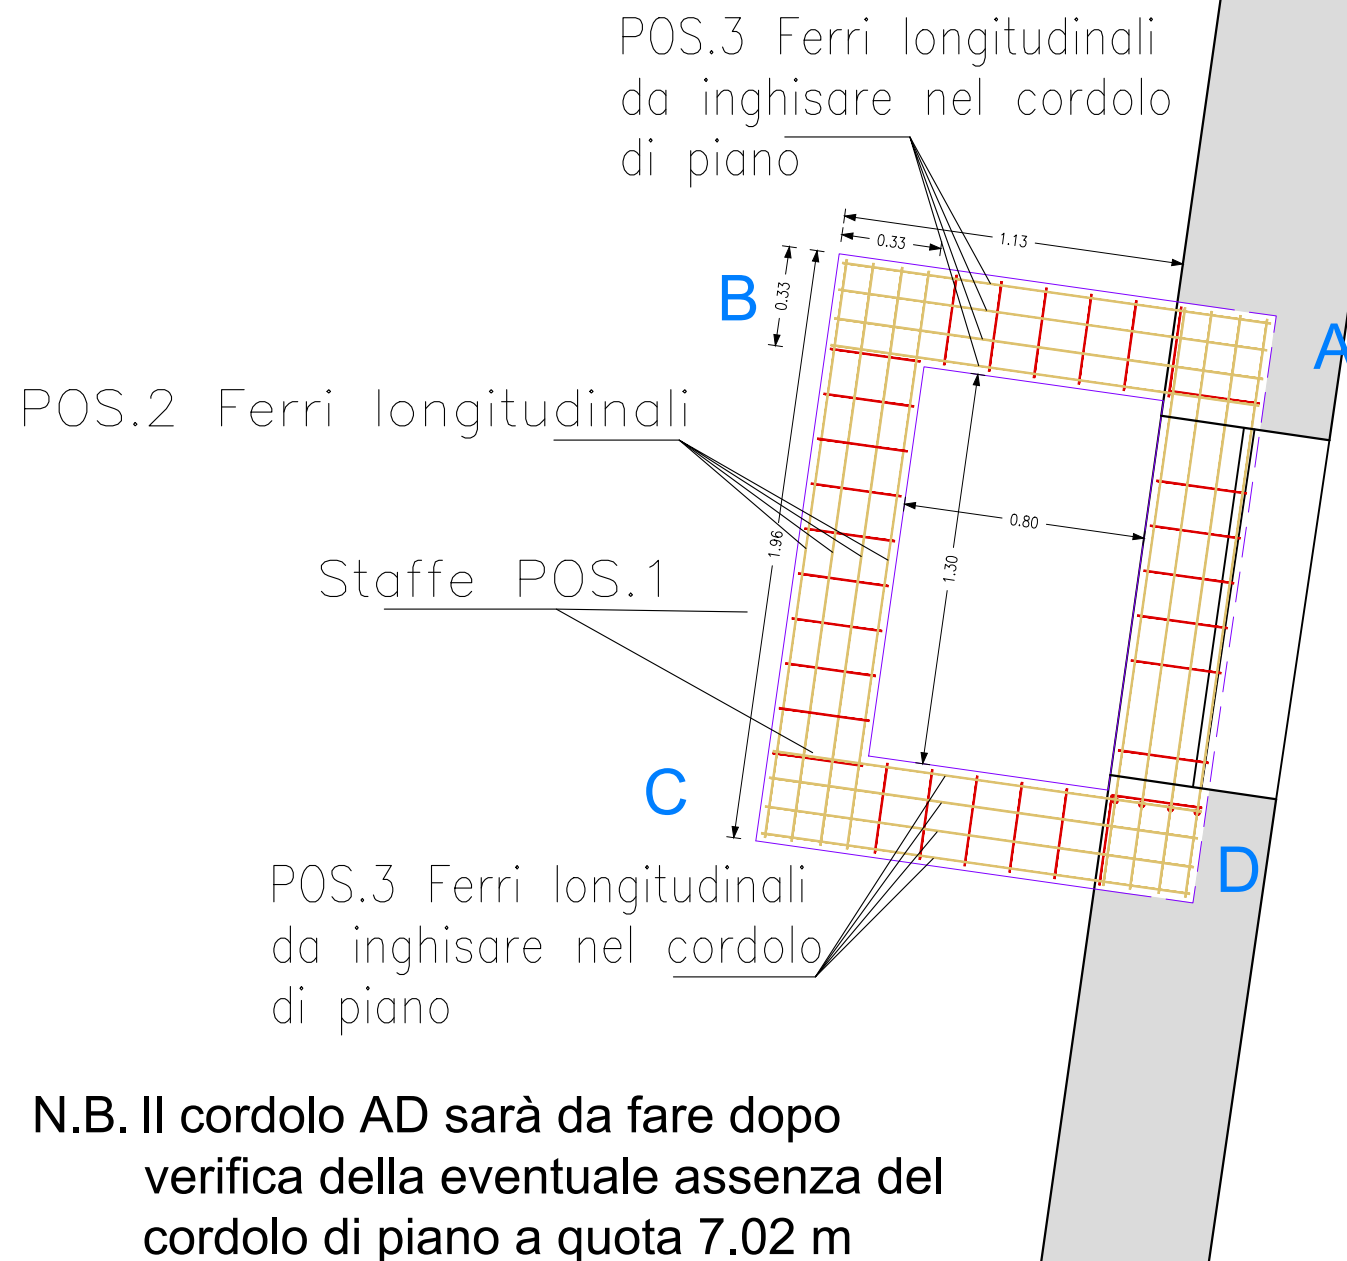 POS.3 Ferri longitudinali
da inghisare nel cordolo
di piano
1.13
0.33
B
0.33
A
POS.2 Ferri longitudinali
0.80
1.96
1.30
Staffe POS.1
C
D
POS.3 Ferri longitudinali
da inghisare nel cordolo
di piano
N.B. Il cordolo AD sarà da fare dopo
verifica della eventuale assenza del
cordolo di piano a quota 7.02 m